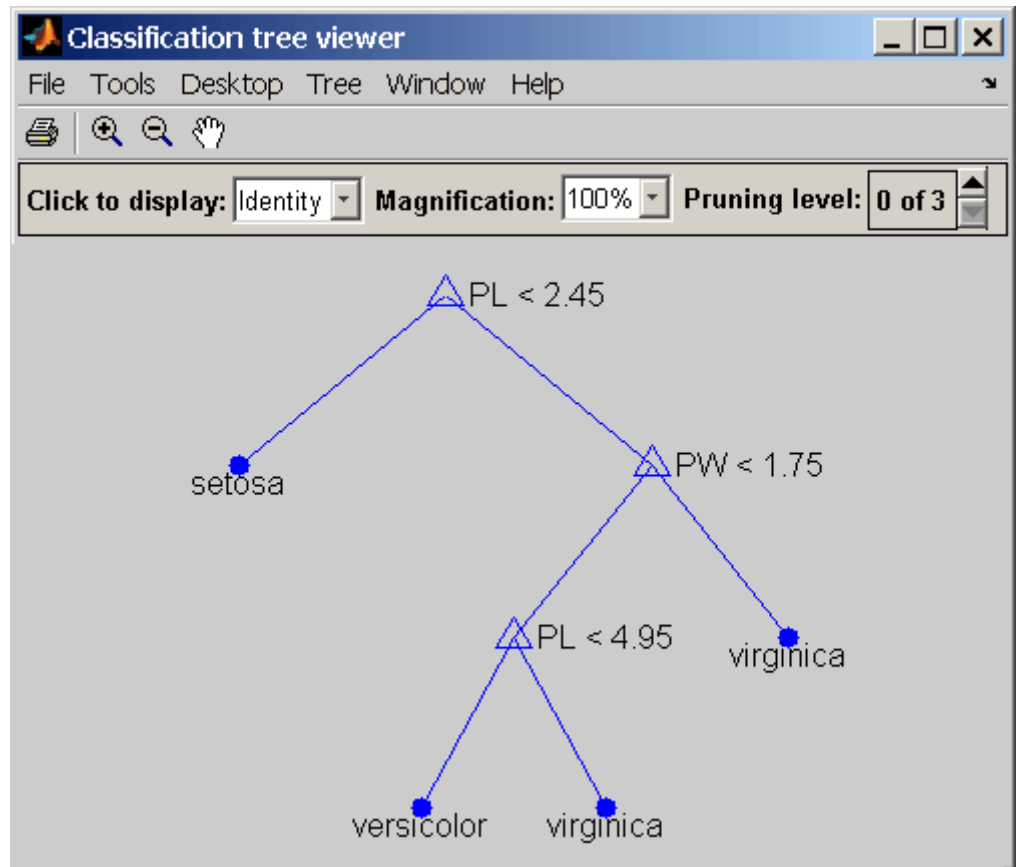 Classification tree viewer
File Tools Desktop Tree Window Help
Click to display: Identity Magnification: 100% Pruning level: 0 of 3
PL < 2.45
setosa
PW < 1.75
PL < 4.95
virginica
versicolor virginica